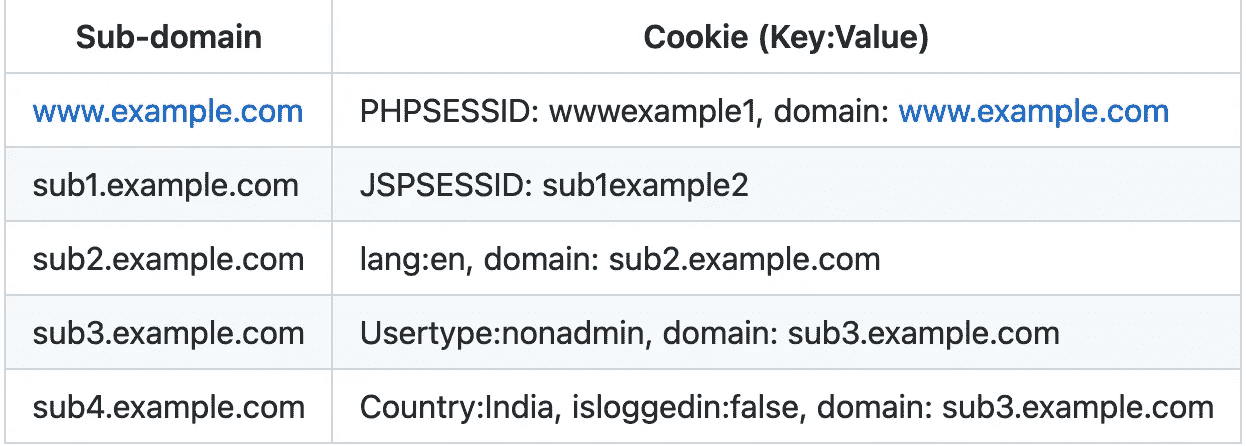 Sub-domain Cookie (Key:Value)
www.example.com PHPSESSID: wwwexample1, domain: www.example.com
sub1.example.com JSPSESSID: sub1example2
sub2.example.com lang:en, domain: sub2.example.com
sub3.example.com Usertype:nonadmin, domain: sub3.example.com
sub4.example.com Country:India, isloggedin:false, domain: sub3.example.com